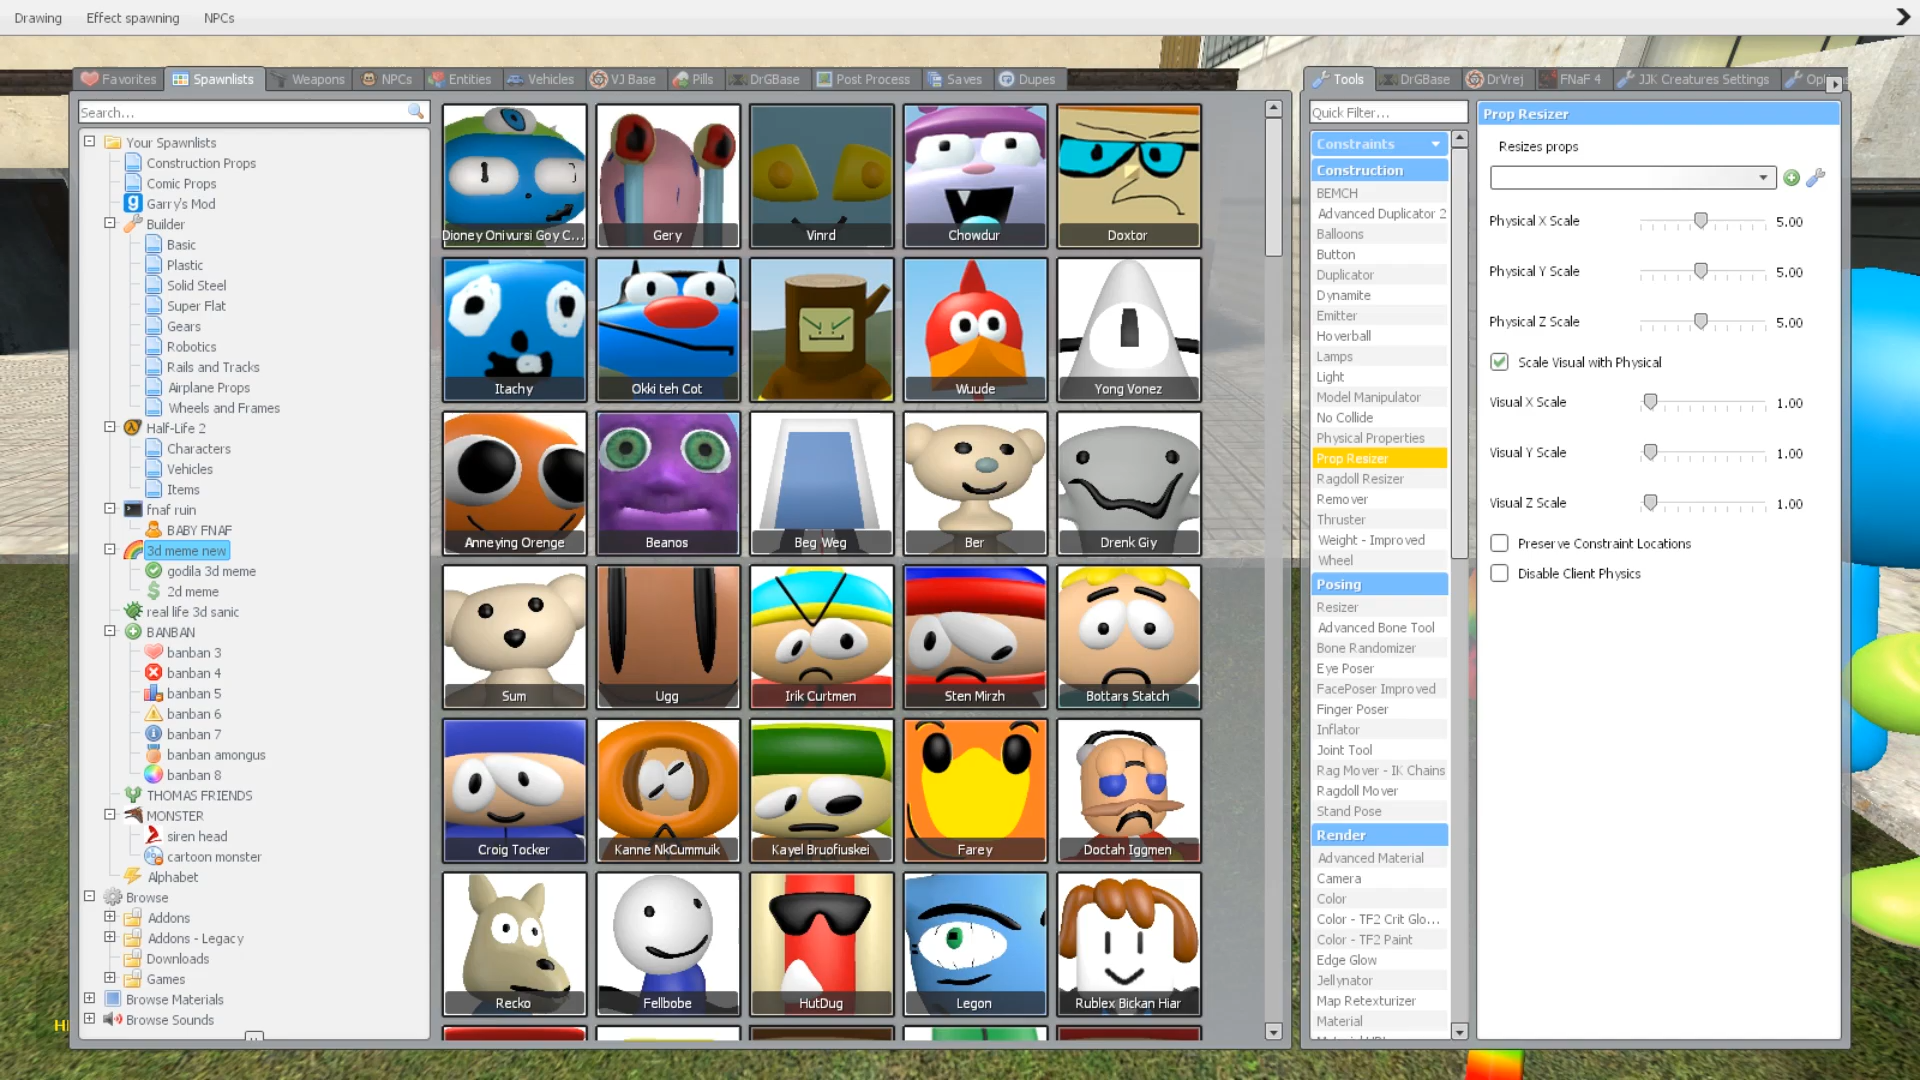 Drawing Effect spawning NPCs
Favorites Spawnlists Weapons NPCs Entities Vehicles VJ Base Pills DrGBase Post Process Saves Dupes
Search...
Your Spawnlists
Construction Props
Comic Props
Garry's Mod
Builder
Basic
Plastic
Solid Steel
Super Flat
Gears
Robotics
Rails and Tracks
Airplane Props
Wheels and Frames
Half-Life 2
Characters
Vehicles
Items
fnaf ruin
BABY FNAF
3d meme new
godila 3d meme
2d meme
real life 3d sanic
BANBAN
banban 3
banban 4
banban 5
banban 6
banban 7
banban amongus
banban 8
THOMAS FRIENDS
MONSTER
siren head
cartoon monster
Alphabet
Browse
Addons
Addons - Legacy
Downloads
Games
Browse Materials
Browse Sounds
Dioney Onivursi Goy C... Gery Vinrd Chowdur Doxtor
Itachy Okki teh Cot Wuude Yong Vonez
Anneying Orenge Beanos Beg Weg Ber Drenk Giy
Sum Ugg Irik Curtmen Sten Mirzh Bottars Statch
Croig Tocker Kanne NkCummuik Kayel Bruofiuskei Farey Doctah Iggmen
Recko Fellbobe HutDug Legon Rublex Bickan Hiar
Tools DrGBase DrVrej FNaF 4 JJK Creatures Settings
Quick Filter...
Constraints
Construction
BEMCH
Advanced Duplicator 2
Balloons
Button
Duplicator
Dynamite
Emitter
Hoverball
Lamps
Light
Model Manipulator
No Collide
Physical Properties
Prop Resizer
Ragdoll Resizer
Remover
Thruster
Weight - Improved
Wheel
Posing
Resizer
Advanced Bone Tool
Bone Randomizer
Eye Poser
FacePoser Improved
Finger Poser
Inflator
Joint Tool
Rag Mover - IK Chains
Ragdoll Mover
Stand Pose
Render
Advanced Material
Camera
Color
Color - TF2 Crit Glo...
Color - TF2 Paint
Edge Glow
Jellynator
Map Retexturizer
Material
Prop Resizer
Resizes props
Physical X Scale 5.00
Physical Y Scale 5.00
Physical Z Scale 5.00
Scale Visual with Physical
Visual X Scale 1.00
Visual Y Scale 1.00
Visual Z Scale 1.00
Preserve Constraint Locations
Disable Client Physics